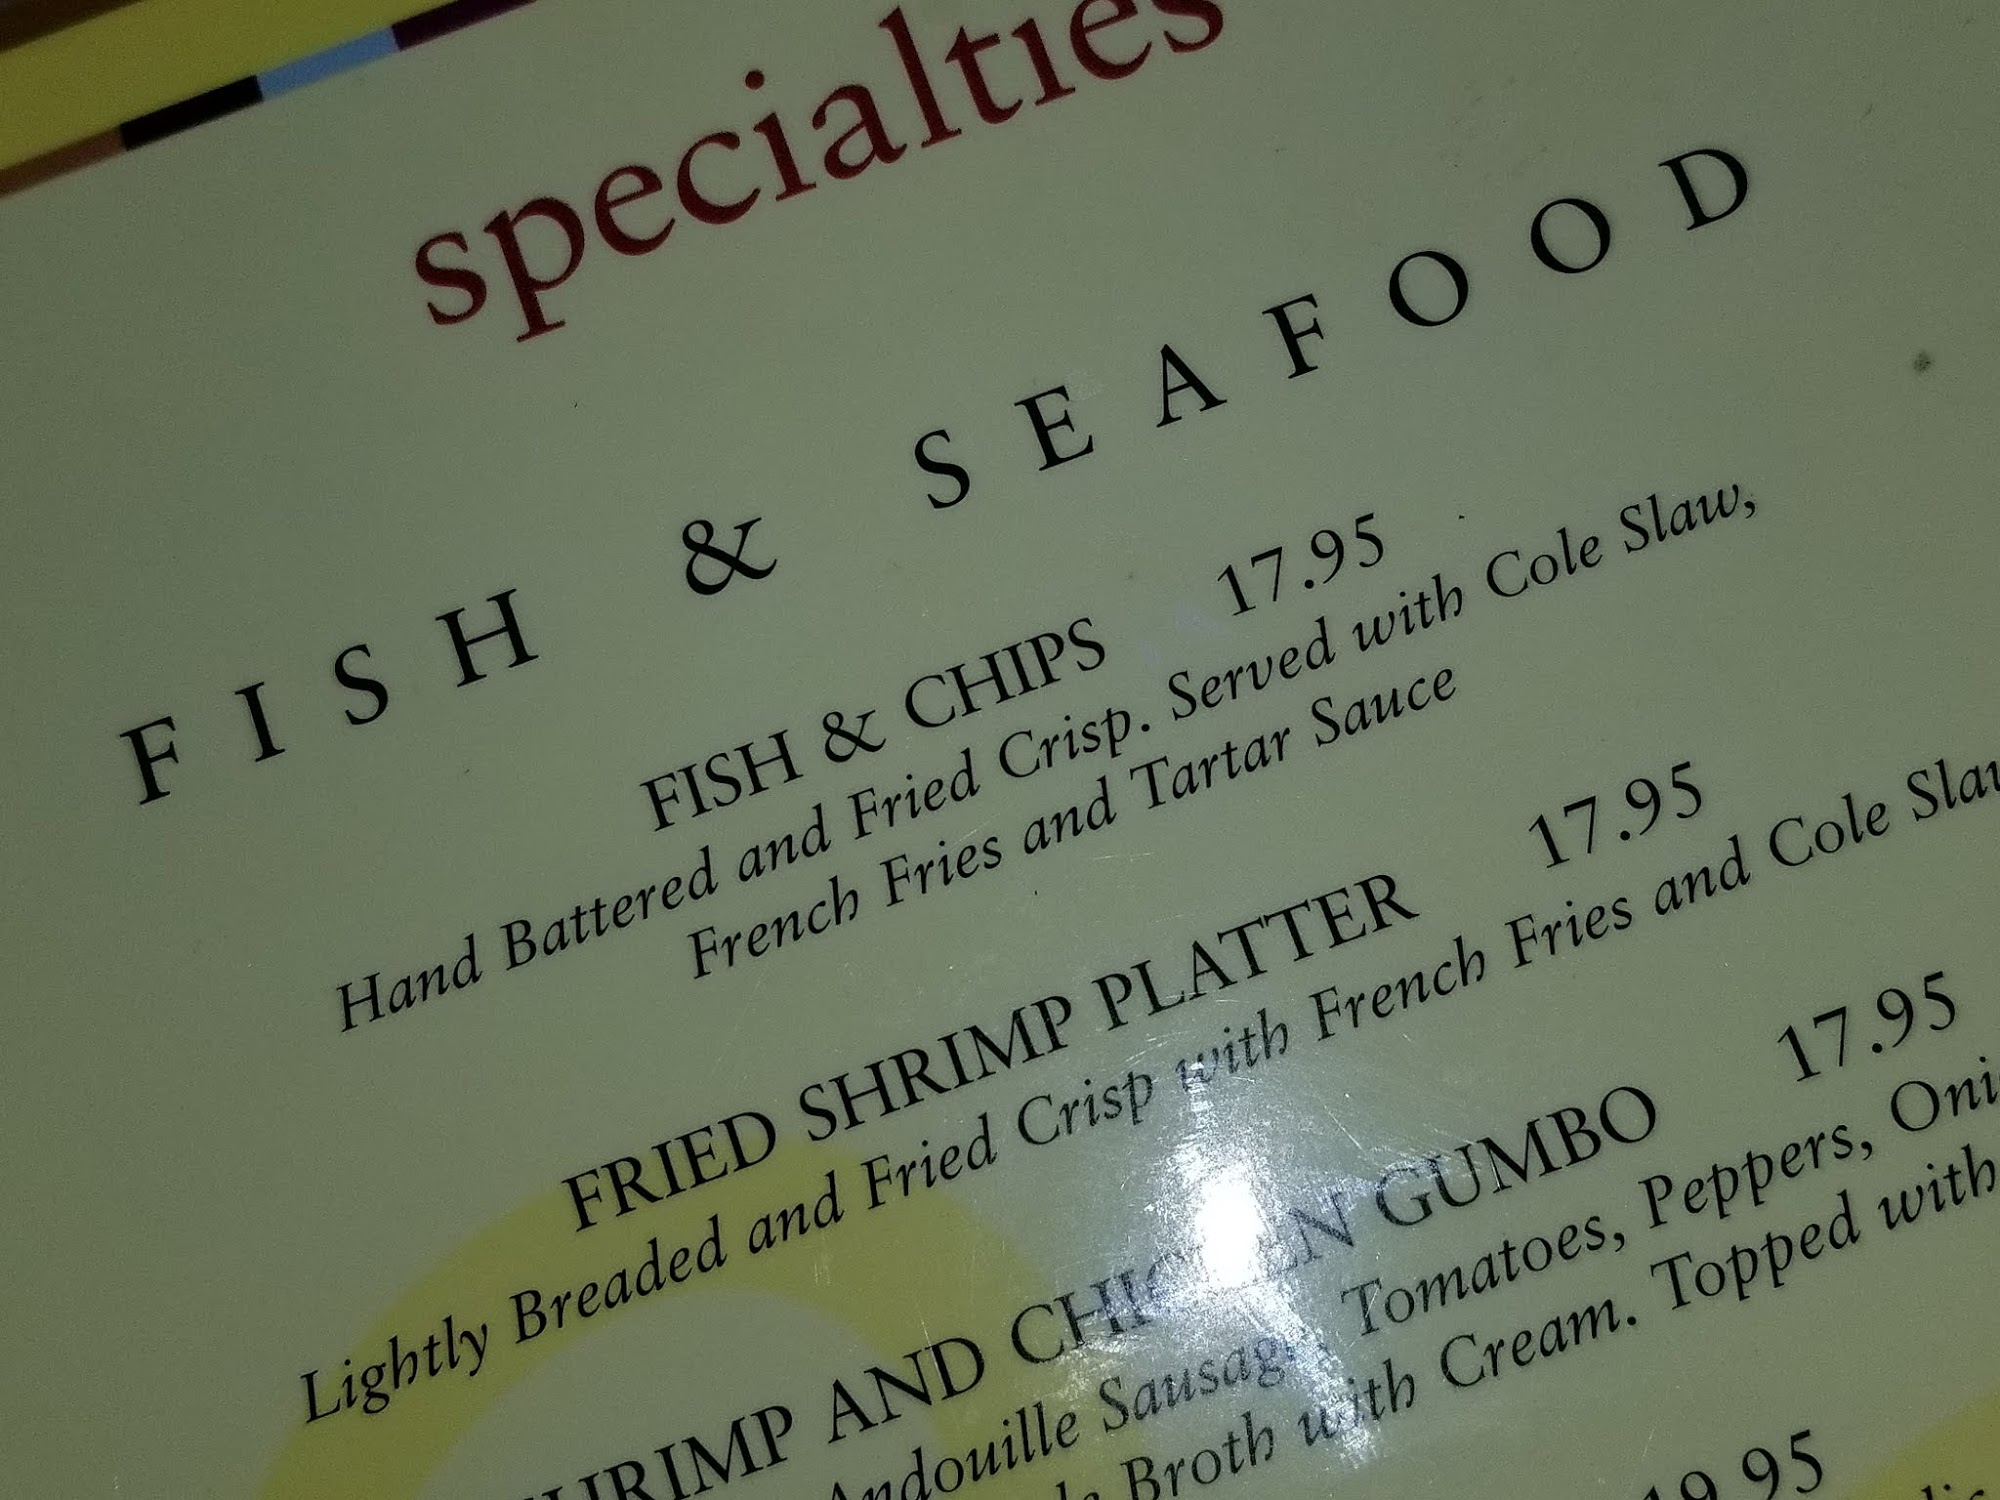 specialties
FISH & SEAFOOD
FISH & CHIPS 17.95
Hand Battered and Fried Crisp. Served with Cole Slaw,
French Fries and Tartar Sauce
FRIED SHRIMP PLATTER 17.95
Lightly Breaded and Fried Crisp with French Fries and Cole
SHRIMP AND CHICKEN GUMBO 17.95
Andouille Sausage, Tomatoes, Peppers,
Broth with Cream. Topped with
19.95